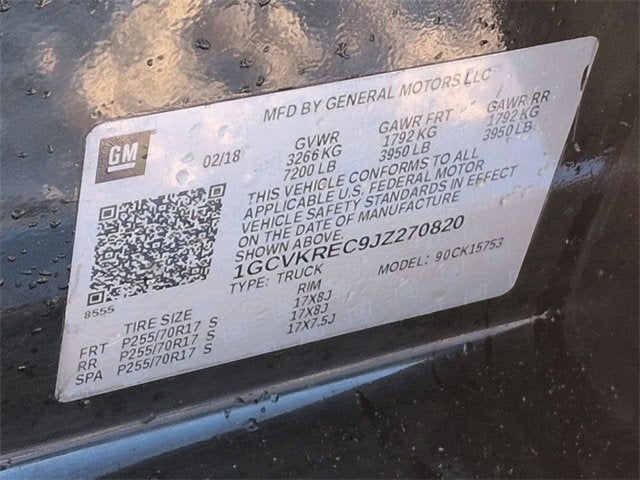 MFD BY GENERAL MOTORS LLC
GM
02/18
GVWR GAWR FRT GAWR RR
3266 KG 1792 KG 1792 KG
7200 LB 3950 LB 3950 LB
THIS VEHICLE CONFORMS TO ALL
APPLICABLE U.S. FEDERAL MOTOR
VEHICLE SAFETY STANDARDS IN EFFECT
ON THE DATE OF MANUFACTURE
SHOWN ABOVE.
1GCVKREC9JZ270820
TYPE: TRUCK MODEL: 90CK15753
8555
TIRE SIZE RIM
FRT P255/70R17 S 17X8J
RR P255/70R17 S 17X8J
SPA P255/70R17 S 17X7.5J